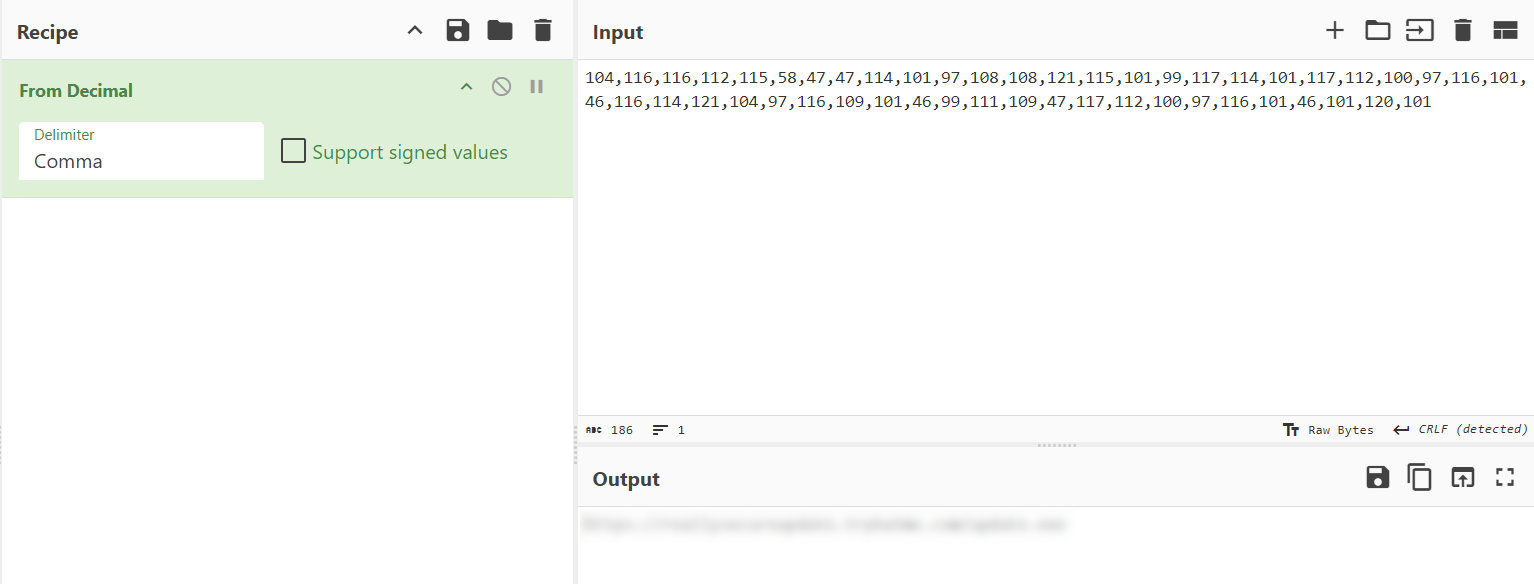 Recipe
From Decimal
Delimiter
Comma
Support signed values
Input
104,116,116,112,115,58,47,47,114,101,97,108,108,121,115,101,99,117,114,101,117,112,100,97,116,101,
46,116,114,121,104,97,116,109,101,46,99,111,109,47,117,112,100,97,116,101,46,101,120,101
ABC 186 1
Tт Raw Bytes CRLF (detected)
Output